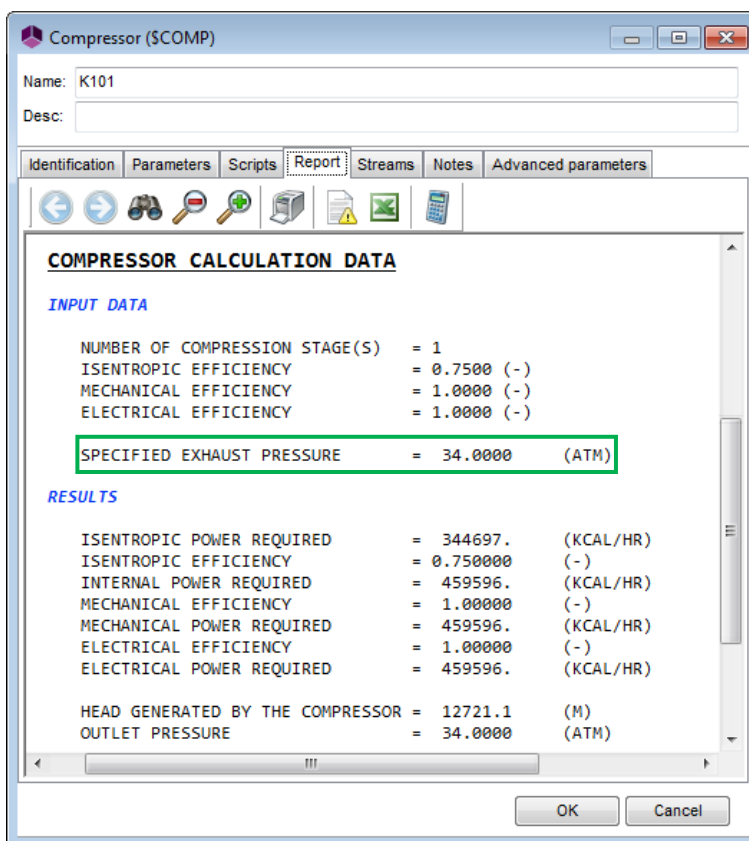 Compressor ($COMP)
Name: K101
Desc:
Identification Parameters Scripts Report Streams Notes Advanced parameters
COMPRESSOR CALCULATION DATA
INPUT DATA
NUMBER OF COMPRESSION STAGE(S) = 1
ISENTROPIC EFFICIENCY = 0.7500 (-)
MECHANICAL EFFICIENCY = 1.0000 (-)
ELECTRICAL EFFICIENCY = 1.0000 (-)
SPECIFIED EXHAUST PRESSURE = 34.0000 (ATM)
RESULTS
ISENTROPIC POWER REQUIRED = 344697. (KCAL/HR)
ISENTROPIC EFFICIENCY = 0.750000 (-)
INTERNAL POWER REQUIRED = 459596. (KCAL/HR)
MECHANICAL EFFICIENCY = 1.00000 (-)
MECHANICAL POWER REQUIRED = 459596. (KCAL/HR)
ELECTRICAL EFFICIENCY = 1.00000 (-)
ELECTRICAL POWER REQUIRED = 459596. (KCAL/HR)
HEAD GENERATED BY THE COMPRESSOR = 12721.1 (M)
OUTLET PRESSURE = 34.0000 (ATM)
OK Cancel